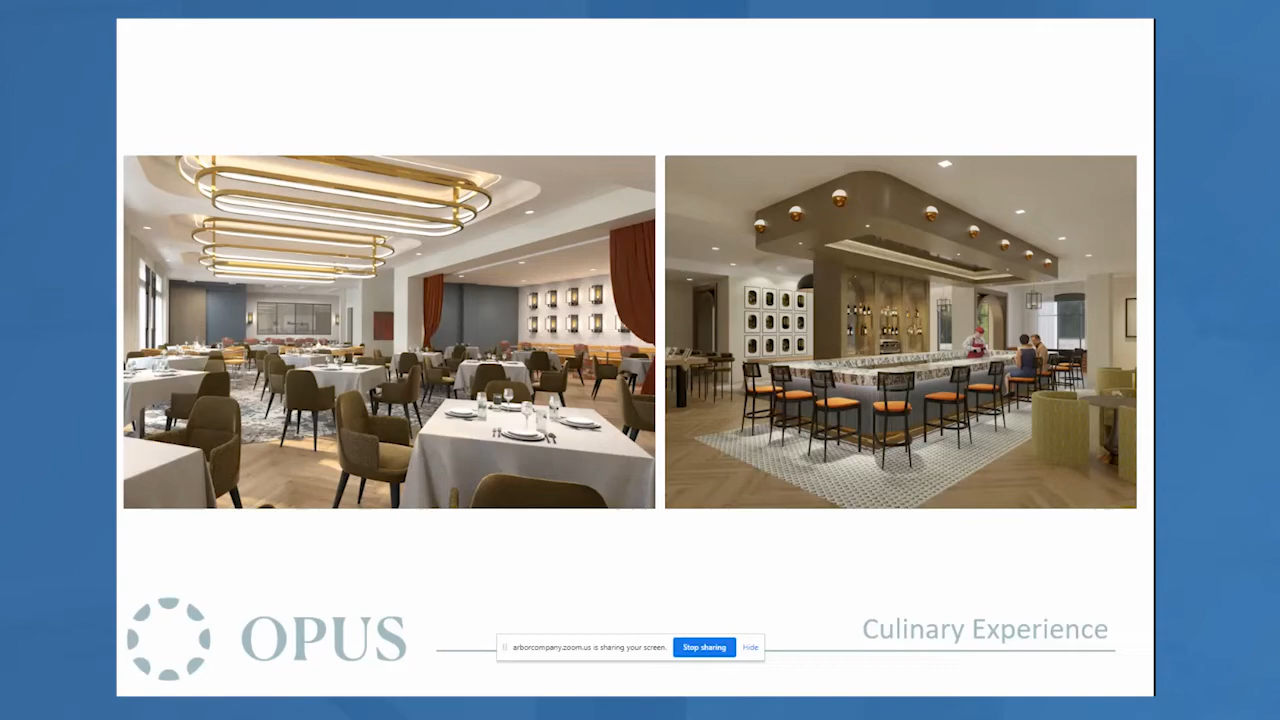 OPUS
arborcompany.zoom.us is sharing your screen.
Stop sharing
Hide
Culinary Experience